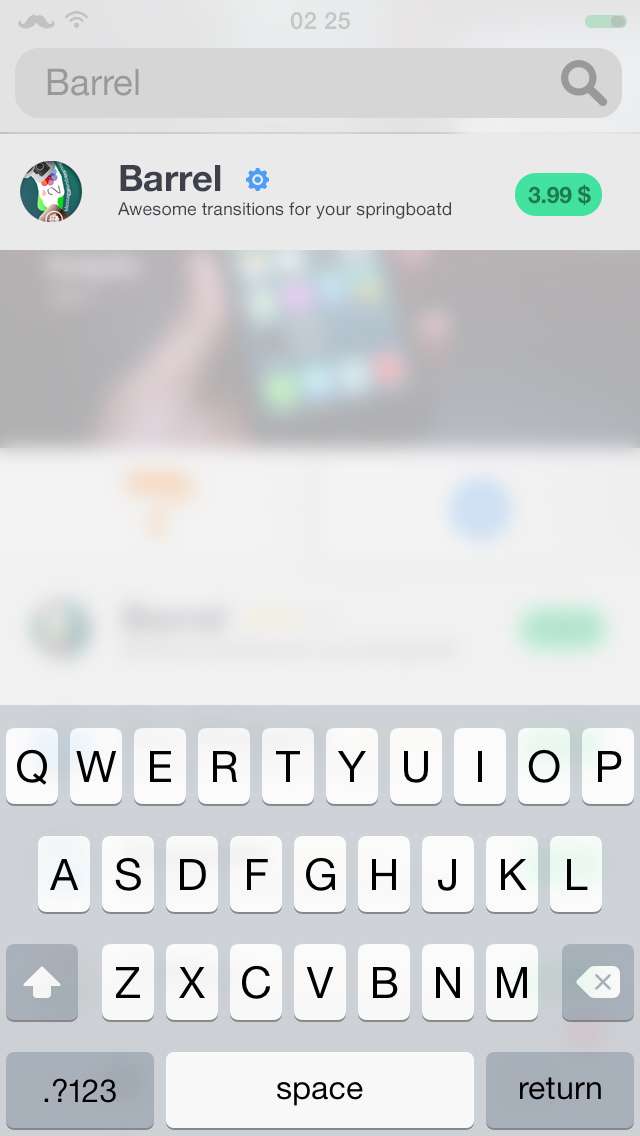 02 25
Barrel
Barrel
3.99 $
Awesome transitions for your springboatd
Q W E R T Y U I O P
A S D F G H J K L
Z X C V B N M
.?123 space return